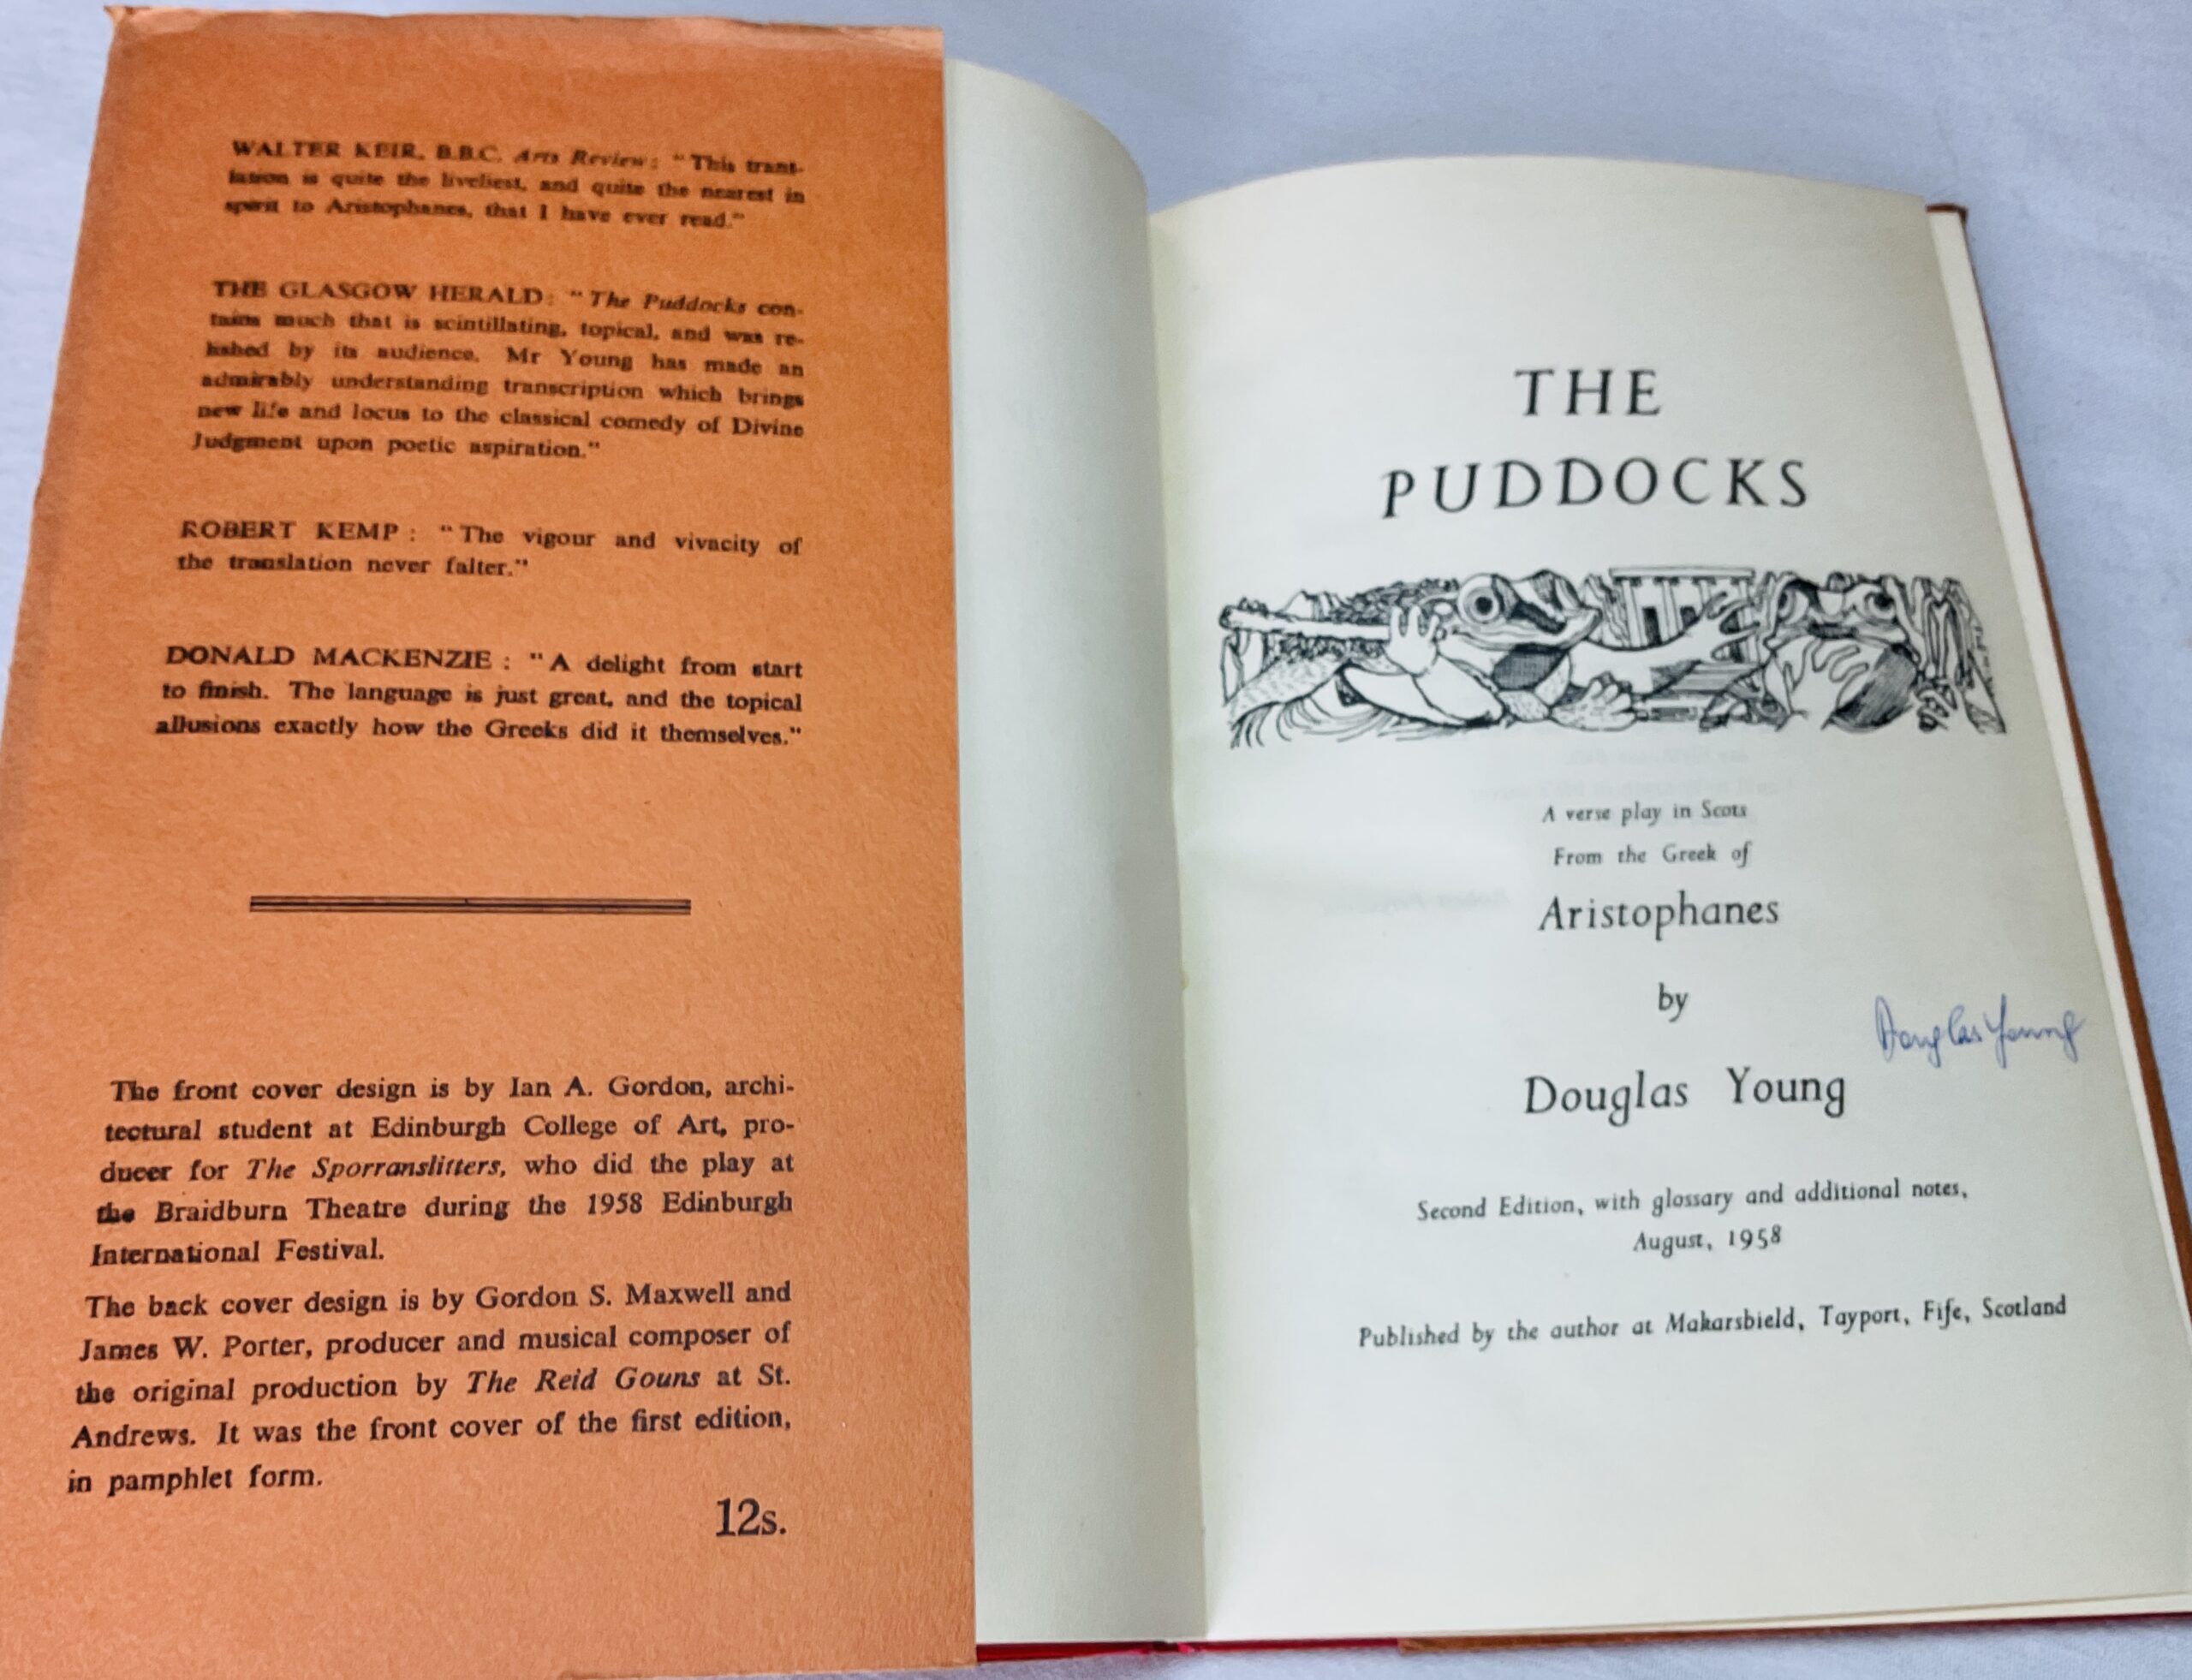 WALTER KEIR, B.B.C. Arts Review: "This trans-
lation is quite the liveliest, and quite the nearest in
spirit to Aristophanes, that I have ever read."
THE GLASGOW HERALD: "The Puddocks con-
tains much that is scintillating, topical, and was re-
lished by its audience. Mr Young has made an
admirably understanding transcription which brings
new life and locus to the classical comedy of Divine
Judgment upon poetic aspiration."
ROBERT KEMP: "The vigour and vivacity of
the translation never falter."
DONALD MACKENZIE: "A delight from start
to finish. The language is just great, and the topical
allusions exactly how the Greeks did it themselves."
The front cover design is by Ian A. Gordon, archi-
tectural student at Edinburgh College of Art, pro-
ducer for The Sporranslitters, who did the play at
the Braidburn Theatre during the 1958 Edinburgh
International Festival.
The back cover design is by Gordon S. Maxwell and
James W. Porter, producer and musical composer of
the original production by The Reid Gouns at St.
Andrews. It was the front cover of the first edition,
in pamphlet form.
12s.
THE
PUDDOCKS
A verse play in Scots
From the Greek of
Aristophanes
by
Douglas Young
Douglas Young
Second Edition, with glossary and additional notes,
August, 1958
Published by the author at Makarsbield, Tayport, Fife, Scotland